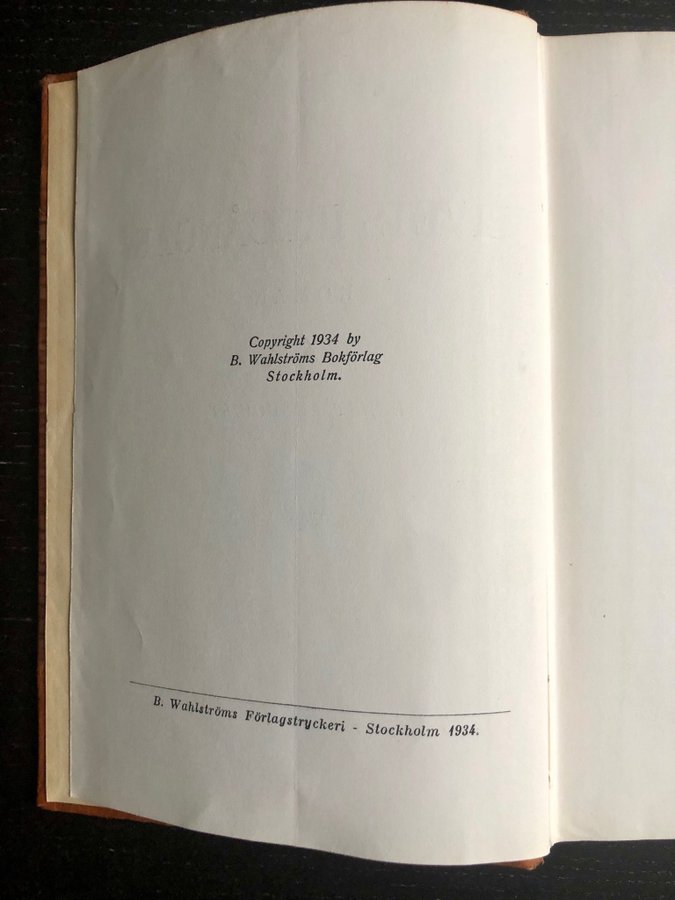 Copyright 1934 by
B. Wahlströms Bokförlag
Stockholm.
B. Wahlströms Förlagstryckeri - Stockholm 1934.